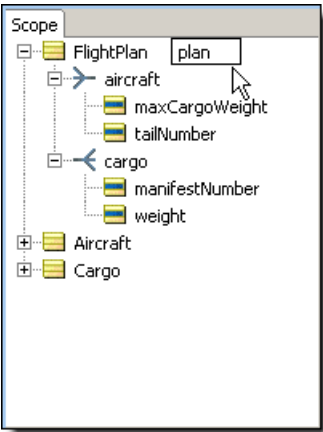 Scope
FlightPlan plan
aircraft
maxCargoWeight
tailNumber
cargo
manifestNumber
weight
Aircraft
Cargo